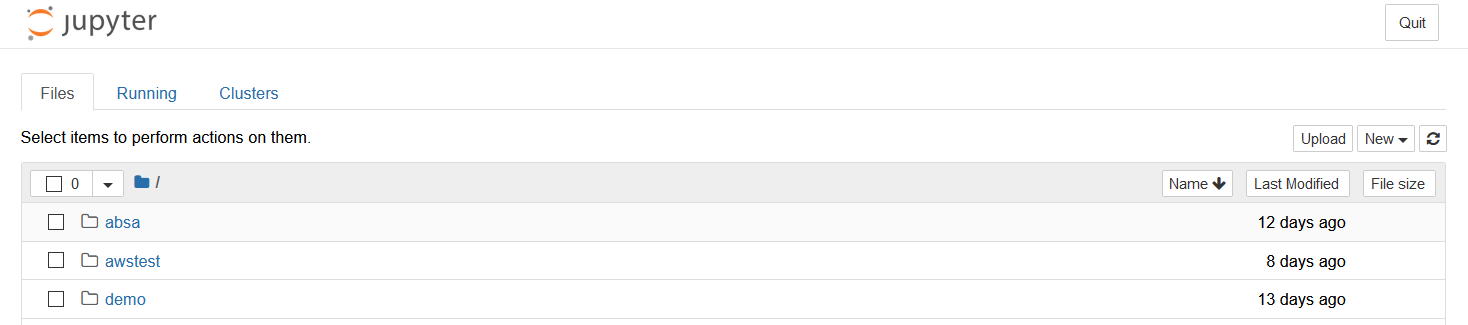 jupyter
Quit
Files Running Clusters
Select items to perform actions on them.
Upload New
0 / Name Last Modified File size
absa 12 days ago
awstest 8 days ago
demo 13 days ago